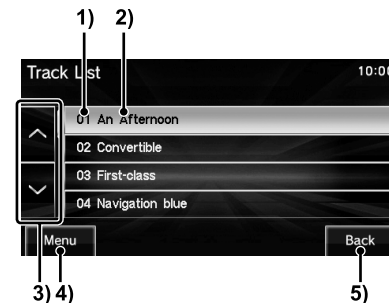 1) 2)
Track List 10:00
01 An Afternoon
02 Convertible
03 First-class
04 Navigation blue
Menu Back
3) 4) 5)